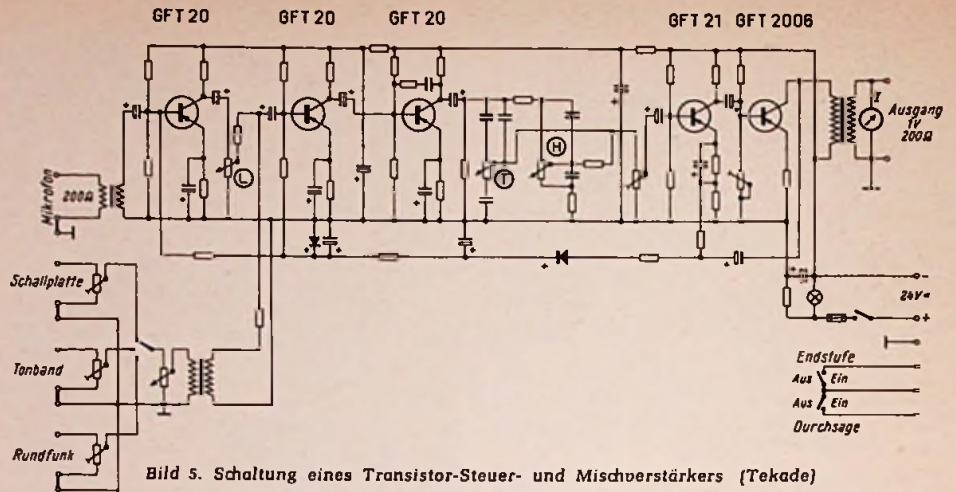 GFT 20 GFT 20 GFT 20 GFT 21 GFT 2006
I
Ausgang
1V
200Ω
H
L
T
Mikrofon
200Ω
Schallplatte
24V=
Endstufe
Tonband
Aus Ein
Aus Ein
Durchsage
Rundfunk
Bild 5. Schaltung eines Transistor-Steuer- und Mischverstärkers (Tekade)